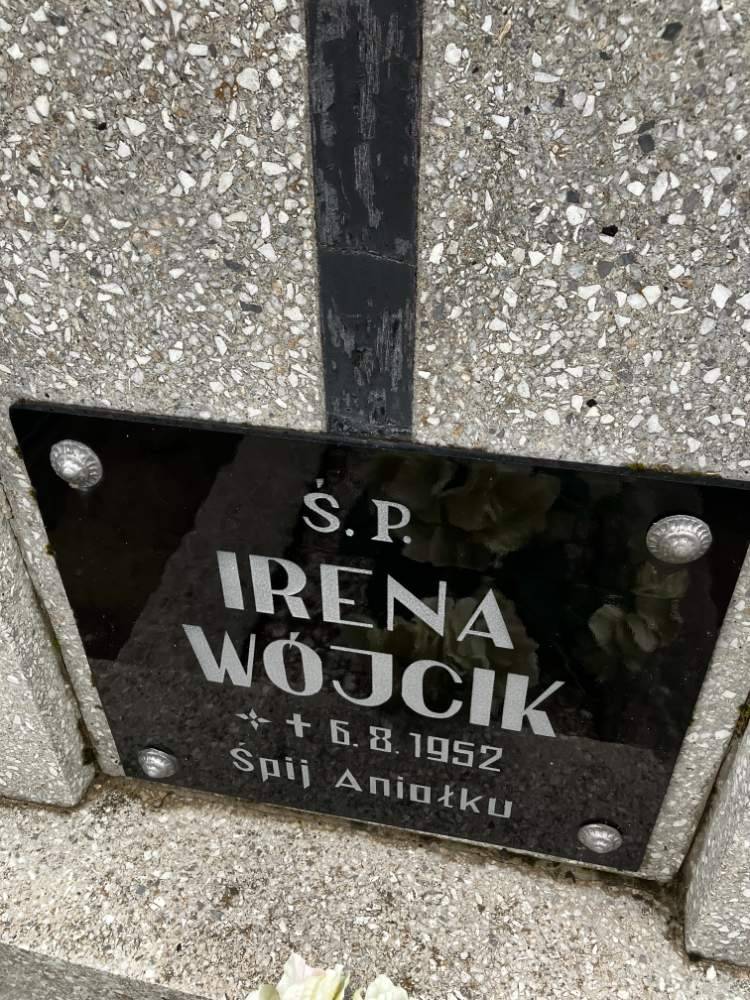 Ś. P.
IRENA
WÓJCIK
✧ + 6. 8. 1952
Śpij Aniołku